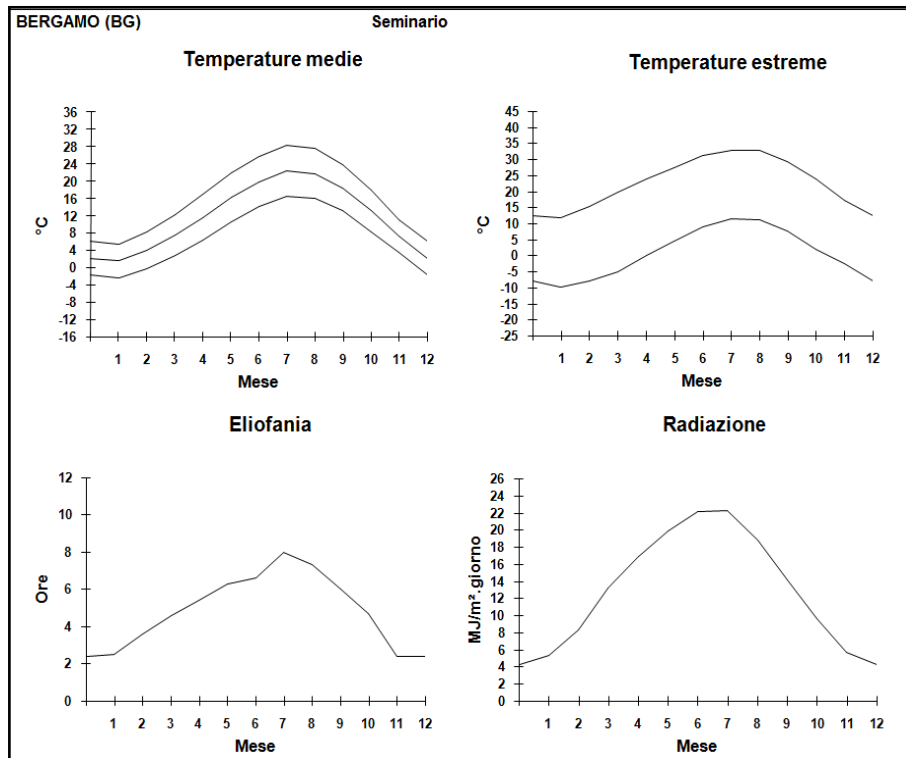 BERGAMO (BG) Seminario
Temperature medie
°C
36
32
28
24
20
16
12
8
4
0
-4
-8
-12
-16
1 2 3 4 5 6 7 8 9 10 11 12
Mese
Temperature estreme
°C
45
40
35
30
25
20
15
10
5
0
-5
-10
-15
-20
-25
1 2 3 4 5 6 7 8 9 10 11 12
Mese
Eliofania
Ore
12
10
8
6
4
2
0
1 2 3 4 5 6 7 8 9 10 11 12
Mese
Radiazione
MJ/m².giorno
26
24
22
20
18
16
14
12
10
8
6
4
2
0
1 2 3 4 5 6 7 8 9 10 11 12
Mese